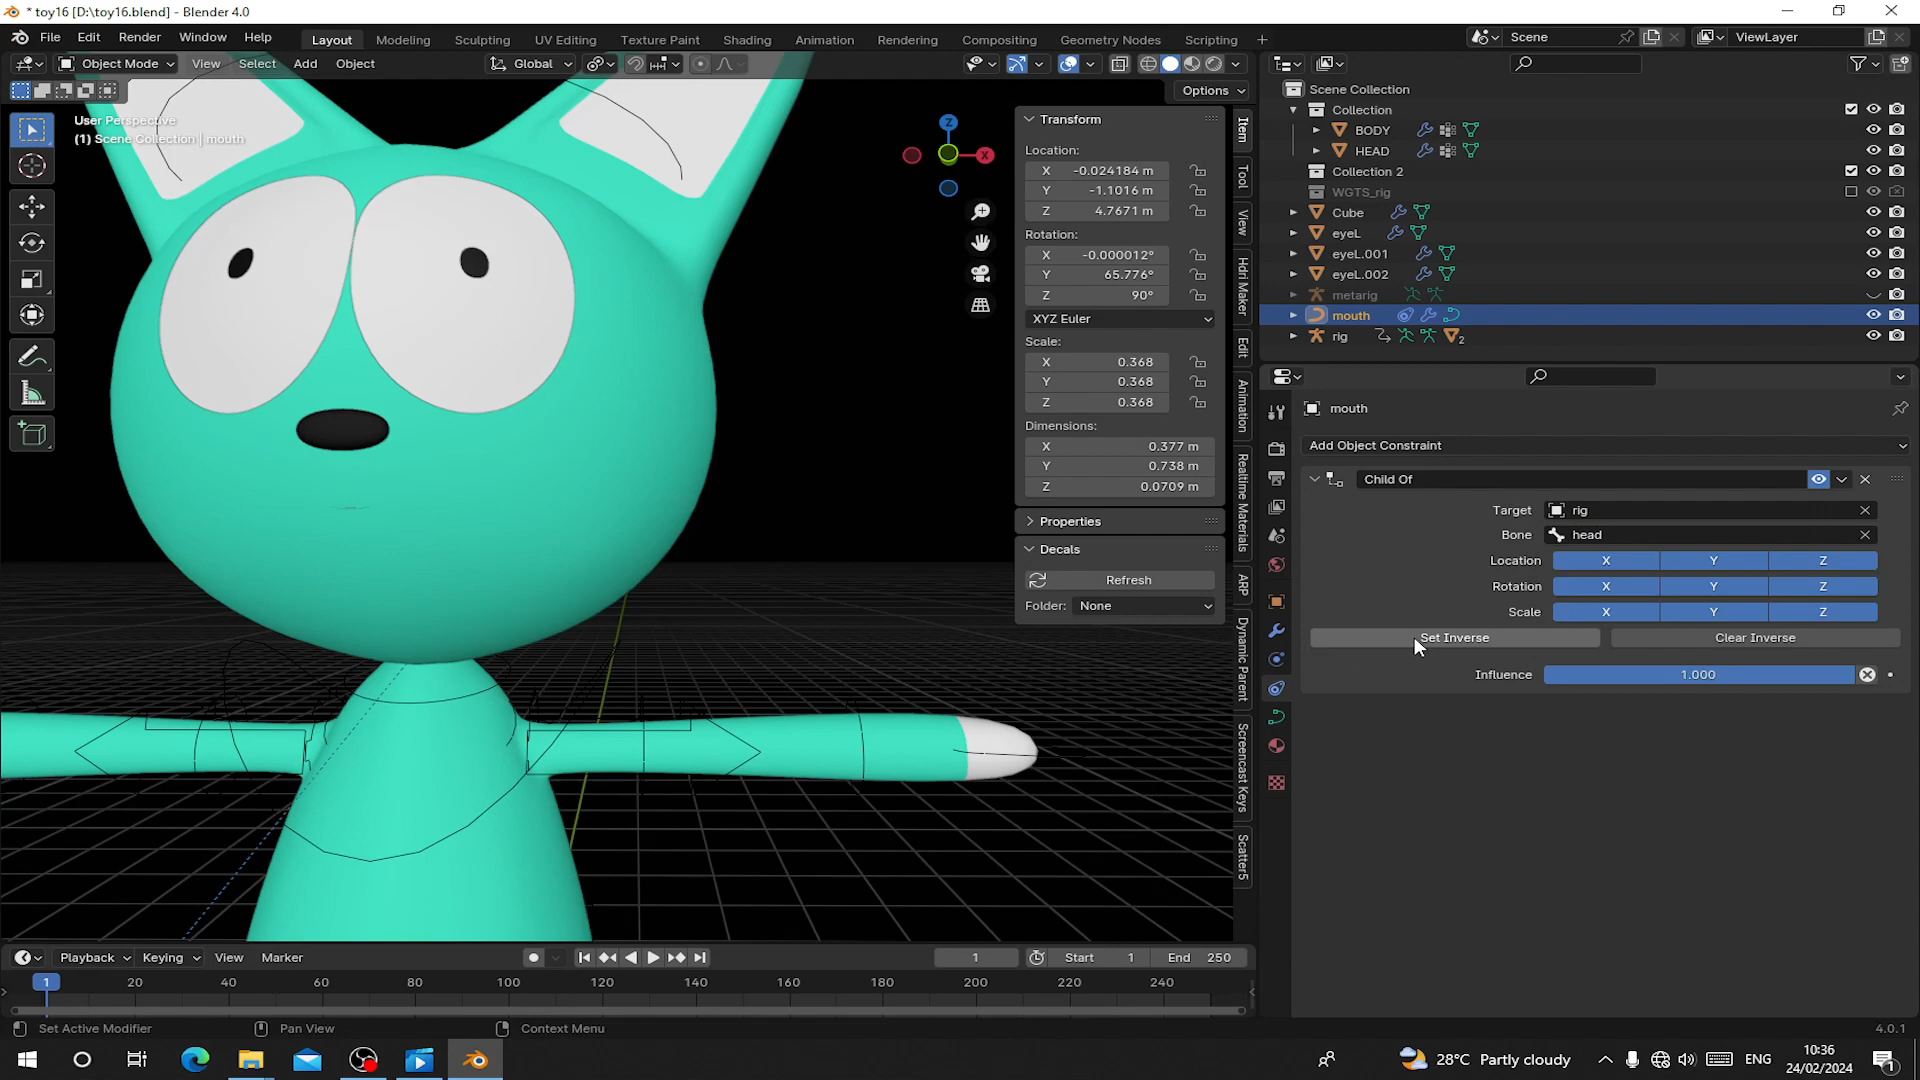 * toy16 [D:\toy16.blend] - Blender 4.0
File Edit Render Window Help Layout Modeling Sculpting UV Editing Texture Paint Shading Animation Rendering Compositing Geometry Nodes Scripting + Scene ViewLayer
Object Mode View Select Add Object Global
Options
User Perspective
(1) Scene Collection | mouth
Z
X
Transform
Location:
X -0.024184 m
Y -1.1016 m
Z 4.7671 m
Rotation:
X -0.000012°
Y 65.776°
Z 90°
XYZ Euler
Scale:
X 0.368
Y 0.368
Z 0.368
Dimensions:
X 0.377 m
Y 0.738 m
Z 0.0709 m
Properties
Decals
Refresh
Folder: None
Item
Tool
View
Hdri Maker
Edit
Animation
Realtime Materials
ARP
Dynamic Parent
Screencast Keys
Scatter5
Scene Collection
Collection
BODY
HEAD
Collection 2
WGTS_rig
Cube
eyeL
eyeL.001
eyeL.002
metarig
mouth
rig 2
mouth
Add Object Constraint
Child Of
Target rig
Bone head
Location X Y Z
Rotation X Y Z
Scale X Y Z
Set Inverse Clear Inverse
Influence 1.000
Playback Keying View Marker 1 Start 1 End 250
1 20 40 60 80 100 120 140 160 180 200 220 240
Set Active Modifier Pan View Context Menu 4.0.1
28°C Partly cloudy ENG 10:36
24/02/2024
1